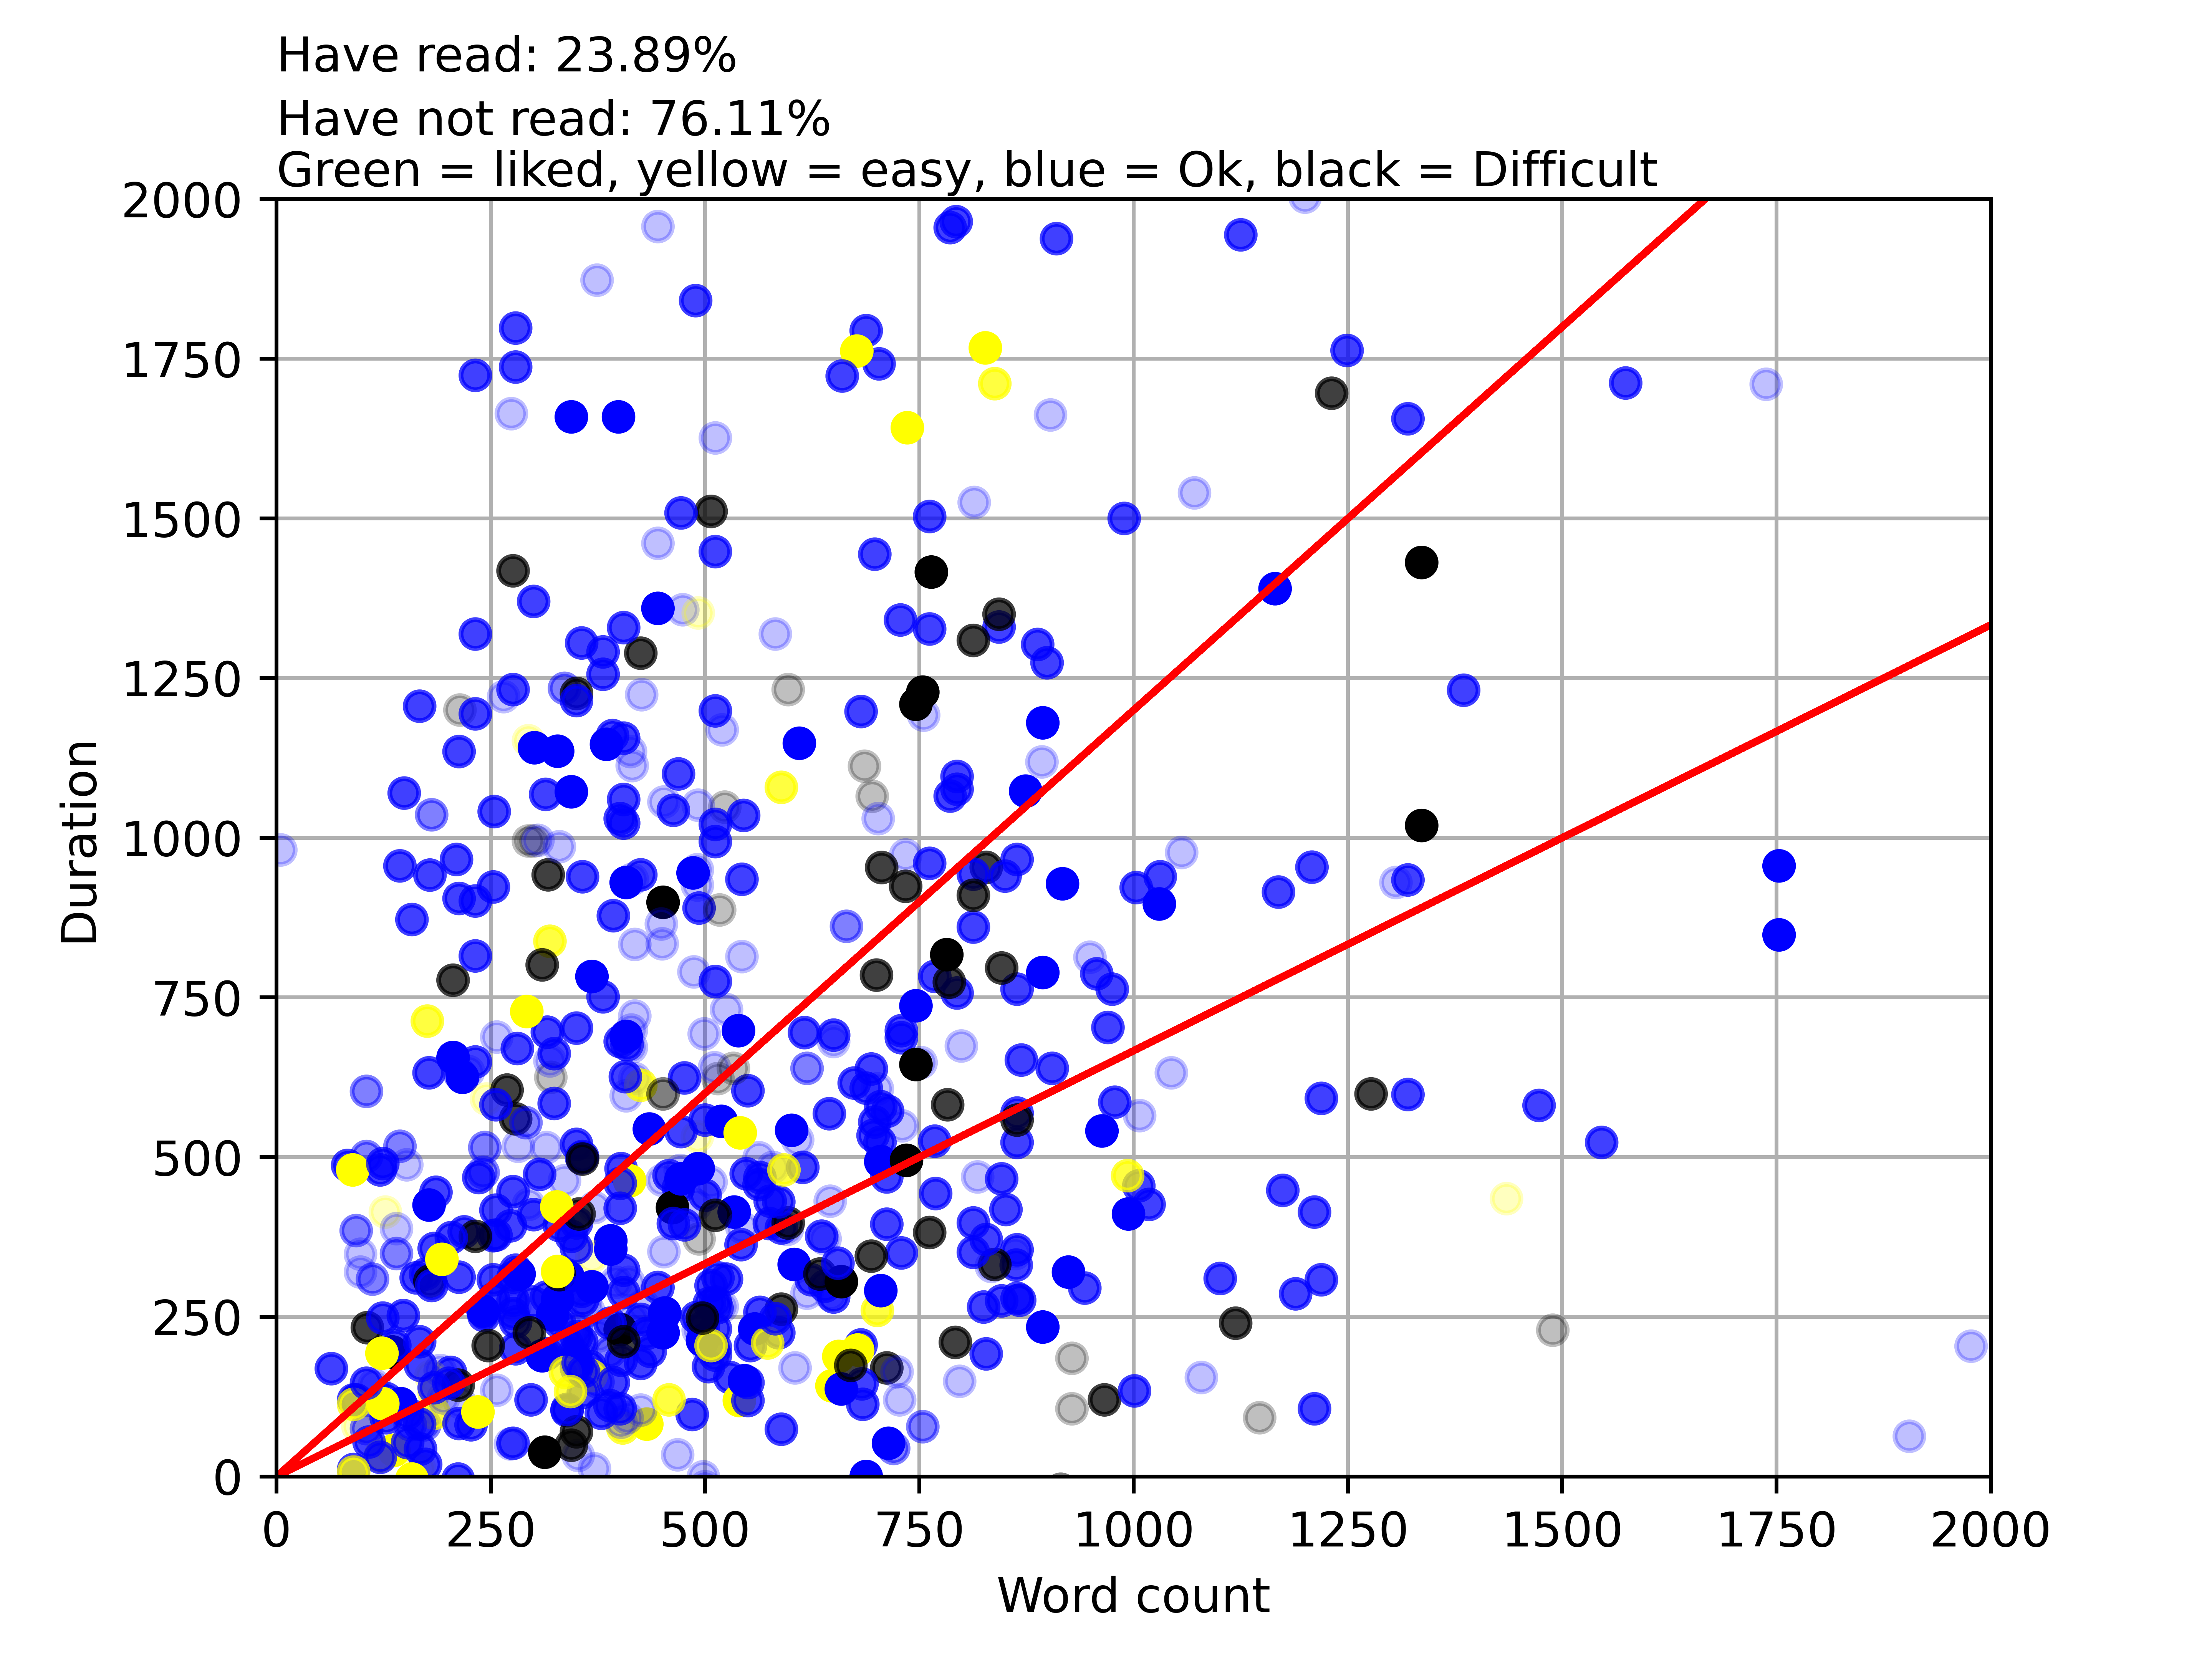 Have read: 23.89%
Have not read: 76.11%
Green = liked, yellow = easy, blue = Ok, black = Difficult
2000
1750
1500
1250
1000
750
500
250
0
Duration
0 250 500 750 1000 1250 1500 1750 2000
Word count